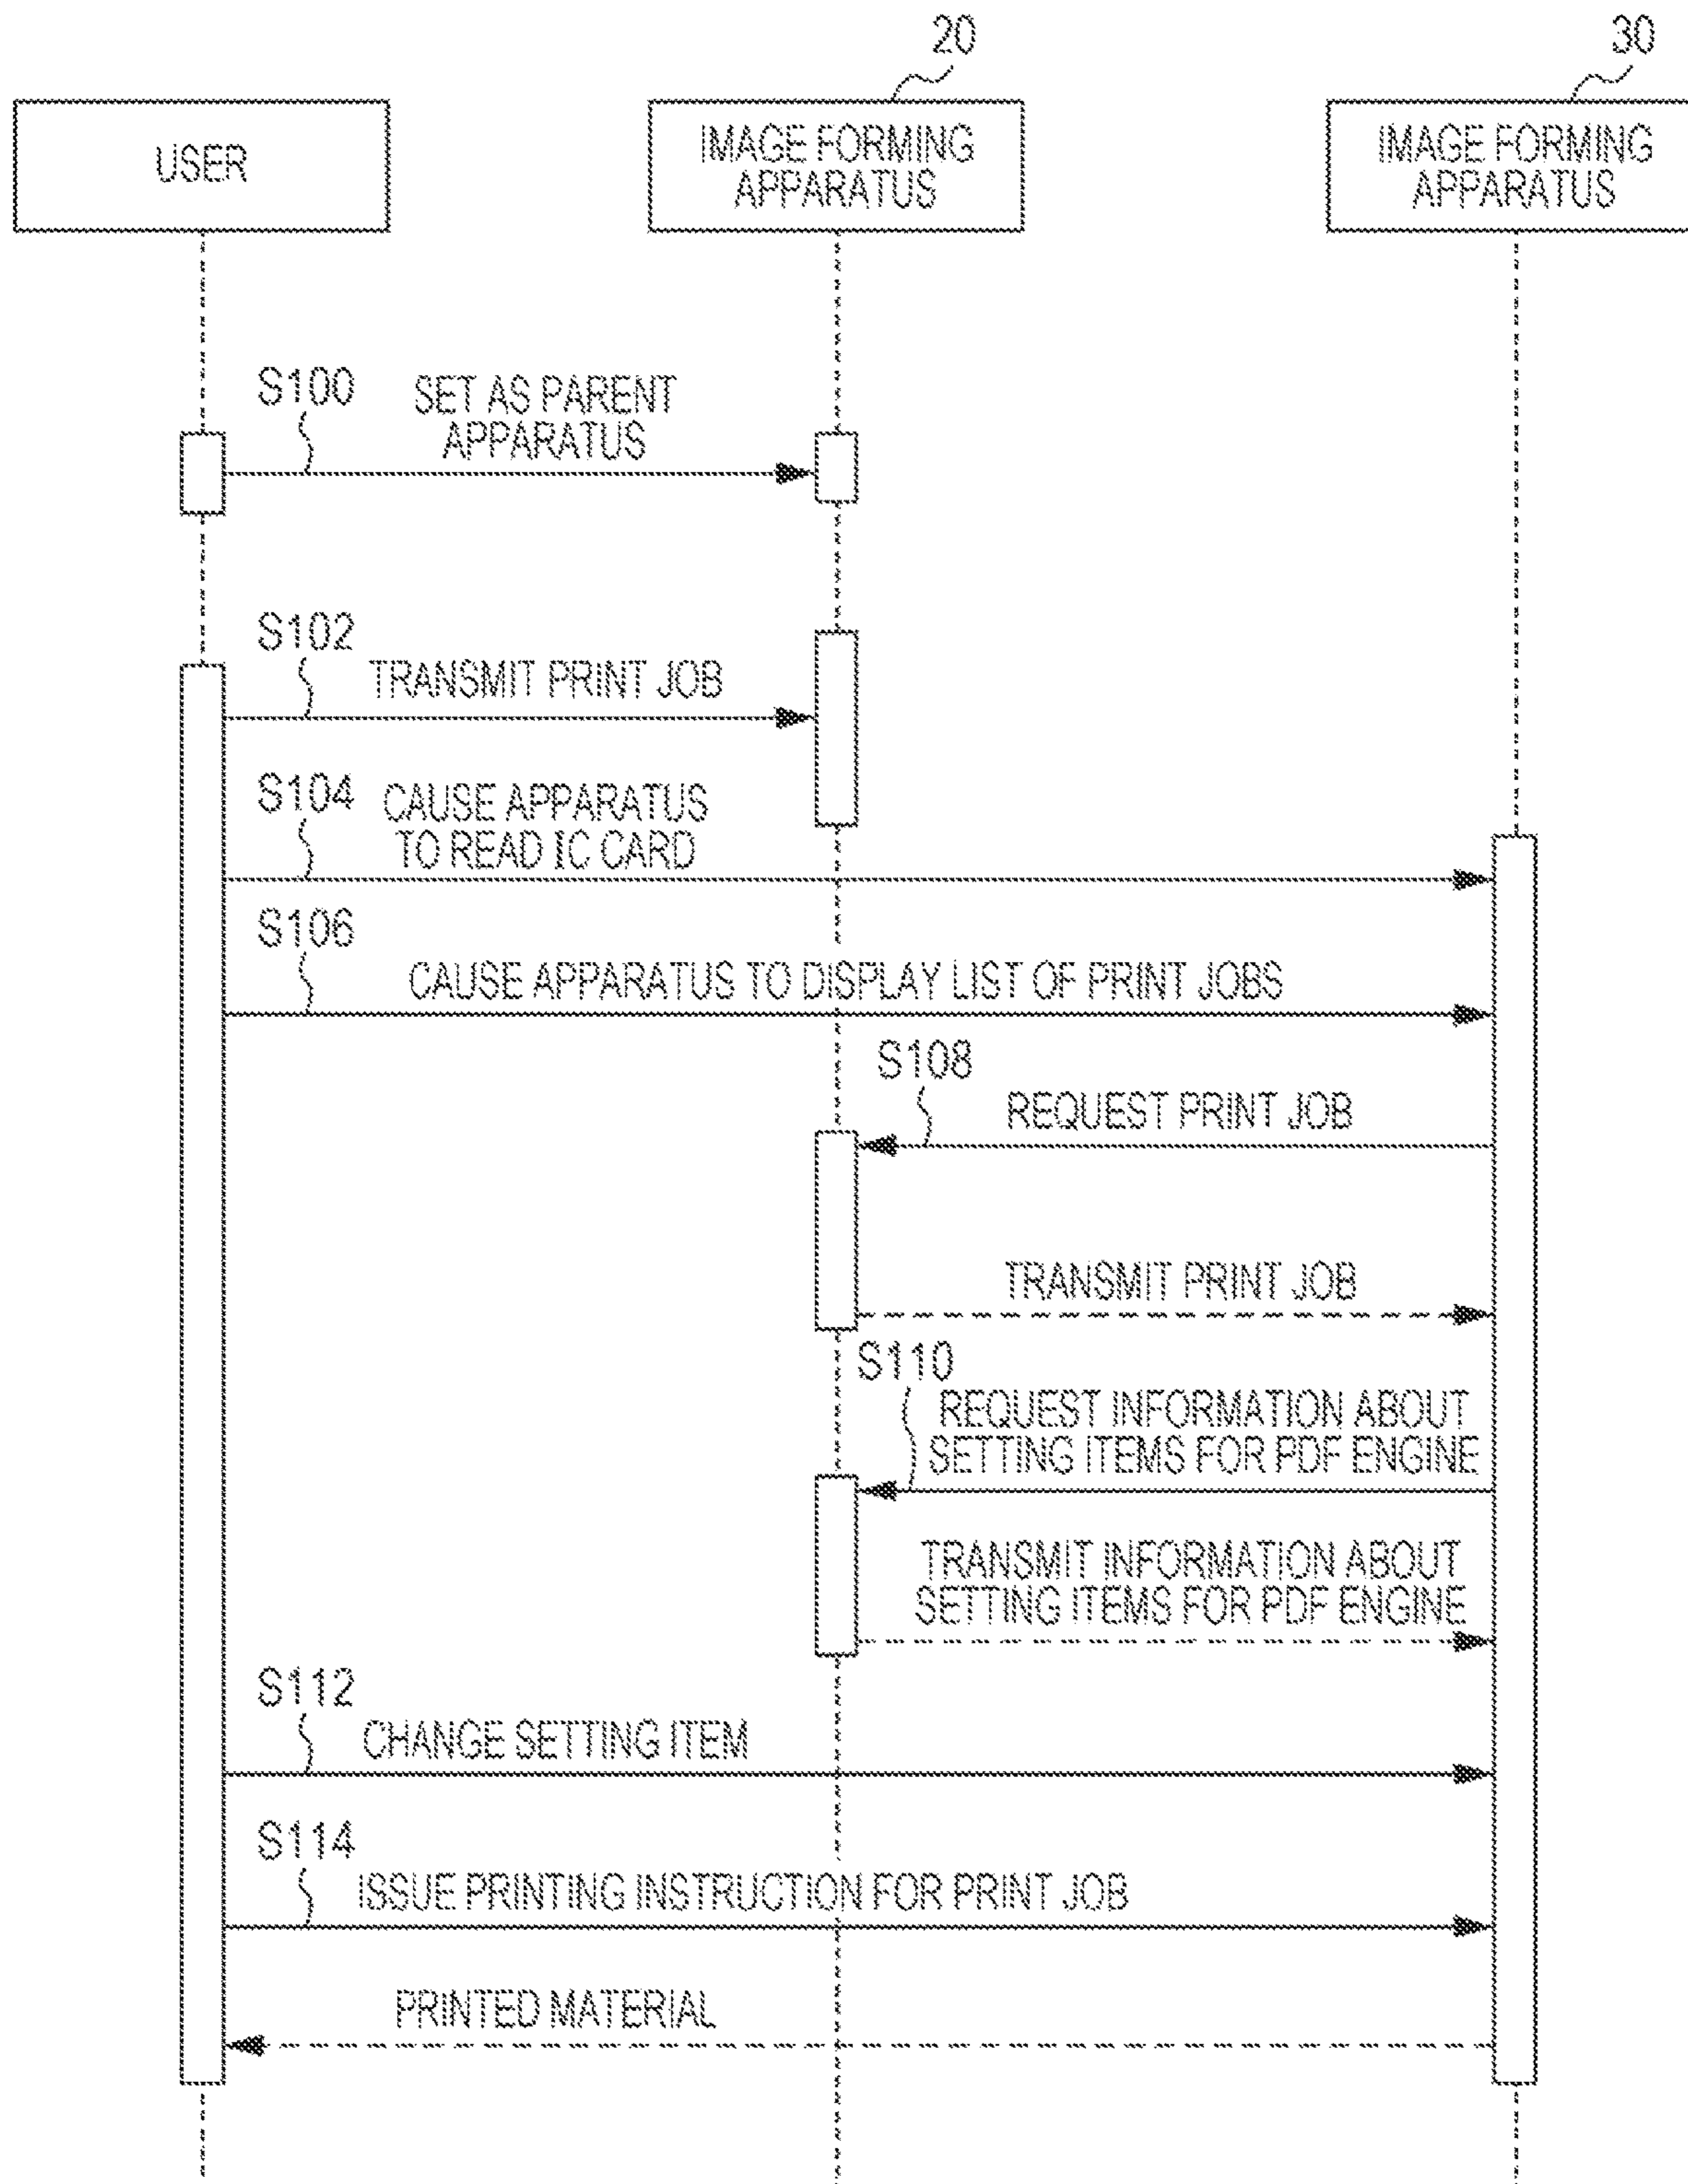 20
30
USER
IMAGE FORMING
APPARATUS
IMAGE FORMING
APPARATUS
S100
SET AS PARENT
APPARATUS
S102
TRANSMIT PRINT JOB
S104
CAUSE APPARATUS
TO READ IC CARD
S106
CAUSE APPARATUS TO DISPLAY LIST OF PRINT JOBS
S108
REQUEST PRINT JOB
TRANSMIT PRINT JOB
S110
REQUEST INFORMATION ABOUT
SETTING ITEMS FOR PDF ENGINE
TRANSMIT INFORMATION ABOUT
SETTING ITEMS FOR PDF ENGINE
S112
CHANGE SETTING ITEM
S114
ISSUE PRINTING INSTRUCTION FOR PRINT JOB
PRINTED MATERIAL